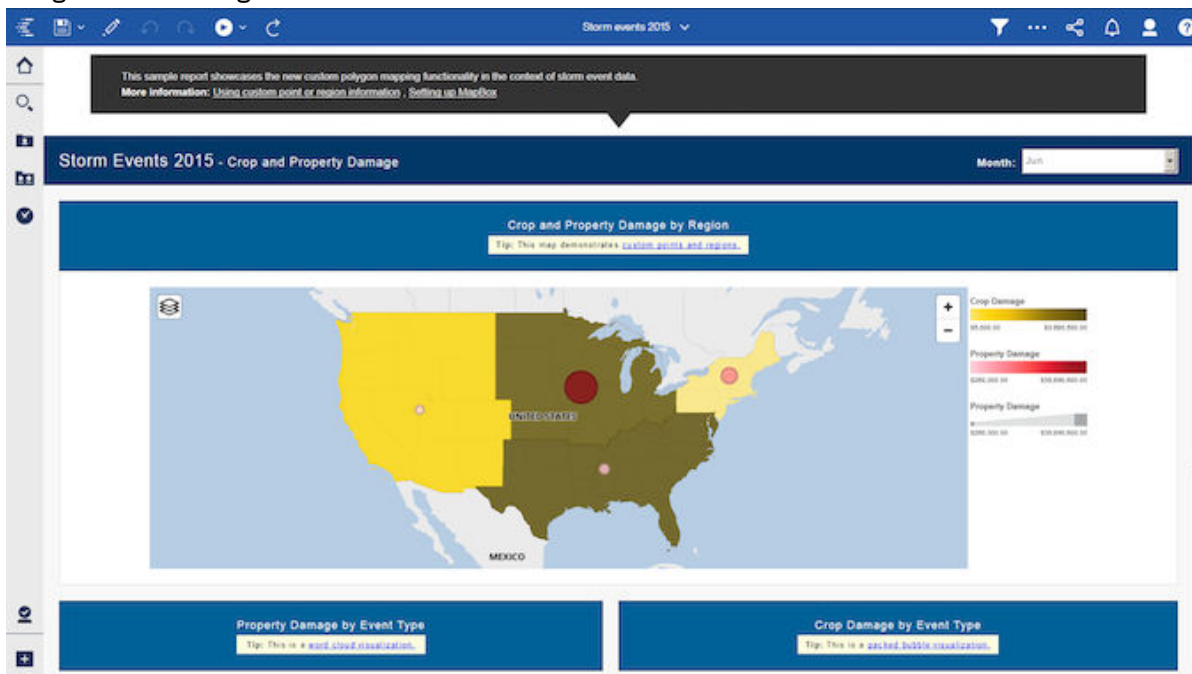 Storm events 2015
?
This sample report showcases the new custom polygon mapping functionality in the context of storm event data.
More information: Using custom point or region information , Setting up MapBox
Storm Events 2015 - Crop and Property Damage
Month: Jun
Crop and Property Damage by Region
Tip: This map demonstrates custom points and regions.
+
−
Crop Damage
Property Damage
Property Damage
UNITED STATES
MEXICO
Property Damage by Event Type
Tip: This is a word cloud visualization.
Crop Damage by Event Type
Tip: This is a packed bubble visualization.